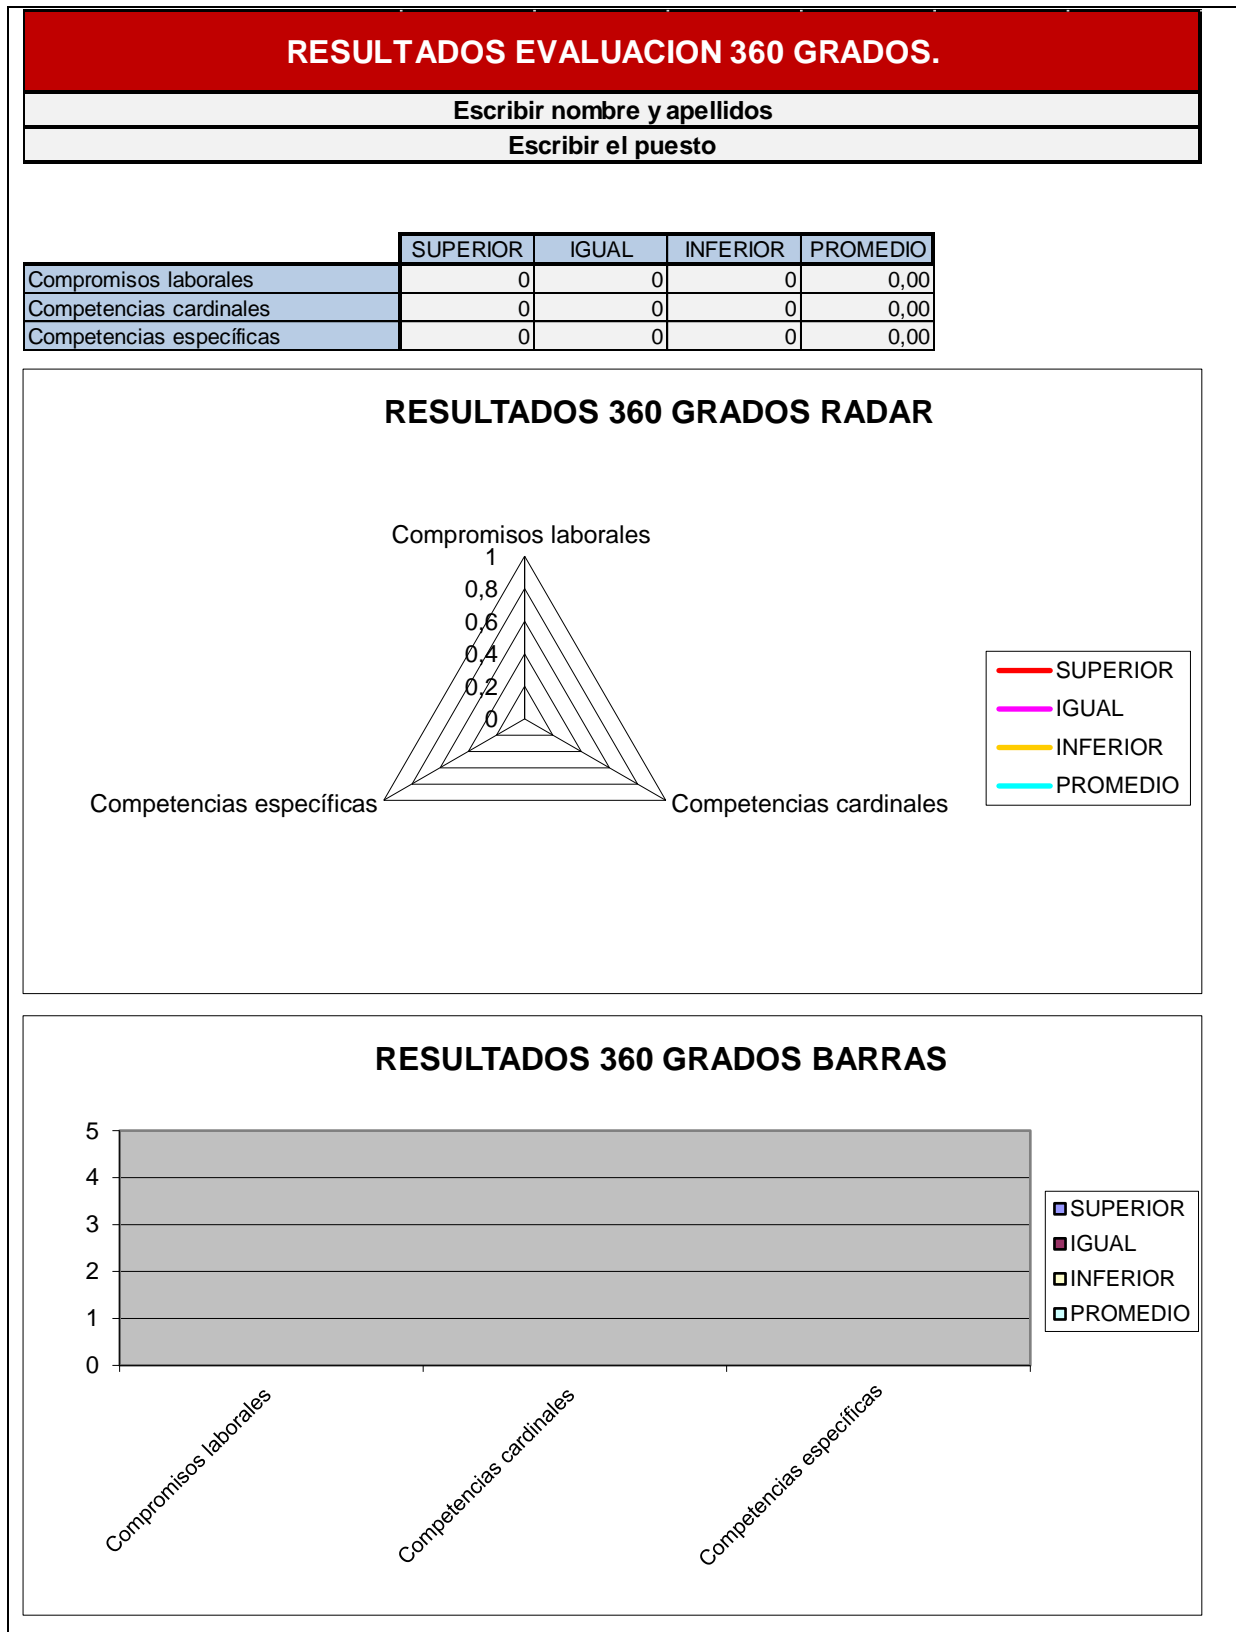 RESULTADOS EVALUACION 360 GRADOS.
Escribir nombre y apellidos
Escribir el puesto
SUPERIOR IGUAL INFERIOR PROMEDIO
Compromisos laborales 0 0 0 0,00
Competencias cardinales 0 0 0 0,00
Competencias específicas 0 0 0 0,00
RESULTADOS 360 GRADOS RADAR
Compromisos laborales
1
0,8
0,6
0,4
0,2
0
Competencias específicas
Competencias cardinales
SUPERIOR
IGUAL
INFERIOR
PROMEDIO
RESULTADOS 360 GRADOS BARRAS
5
4
3
2
1
0
Compromisos laborales
Competencias cardinales
Competencias específicas
SUPERIOR
IGUAL
INFERIOR
PROMEDIO